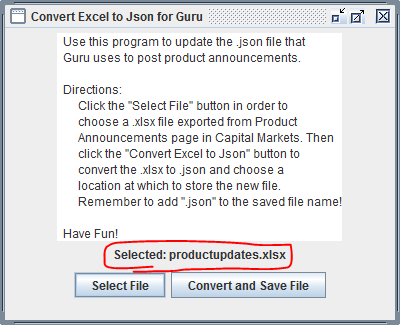 Convert Excel to Json for Guru
Use this program to update the .json file that
Guru uses to post product announcements.
Directions:
Click the "Select File" button in order to
choose a .xlsx file exported from Product
Announcements page in Capital Markets. Then
click the "Convert Excel to Json" button to
convert the .xlsx to .json and choose a
location at which to store the new file.
Remember to add ".json" to the saved file name!
Have Fun!
Selected: productupdates.xlsx
Select File
Convert and Save File